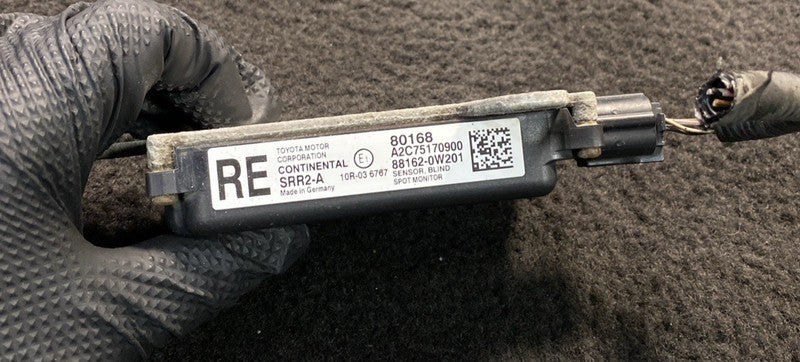 RE
TOYOTA MOTOR
CORPORATION
CONTINENTAL
SRR2-A
Made in Germany
E1
10R-03 6767
80168
A2C75170900
88162-0W201
SENSOR, BLIND
SPOT MONITOR